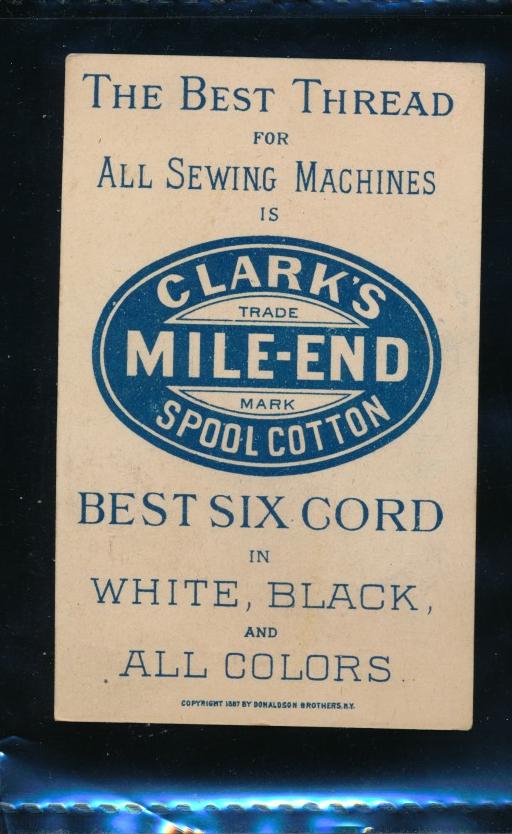 THE BEST THREAD
FOR
ALL SEWING MACHINES
IS
CLARK'S
TRADE
MILE-END
MARK
SPOOL COTTON
BEST SIX CORD
IN
WHITE, BLACK,
AND
ALL COLORS.
COPYRIGHT 1887 BY DONALDSON BROTHERS, N.Y.